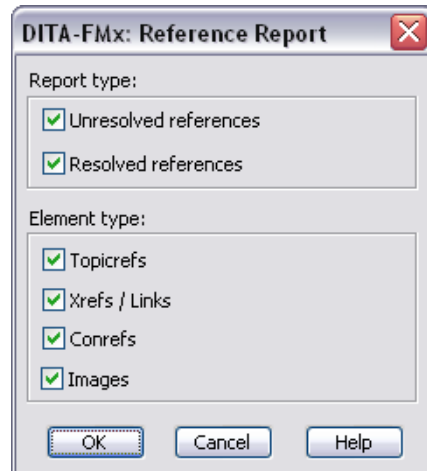 DITA-FMx: Reference Report
Report type:
Unresolved references
Resolved references
Element type:
Topicrefs
Xrefs / Links
Conrefs
Images
OK Cancel Help